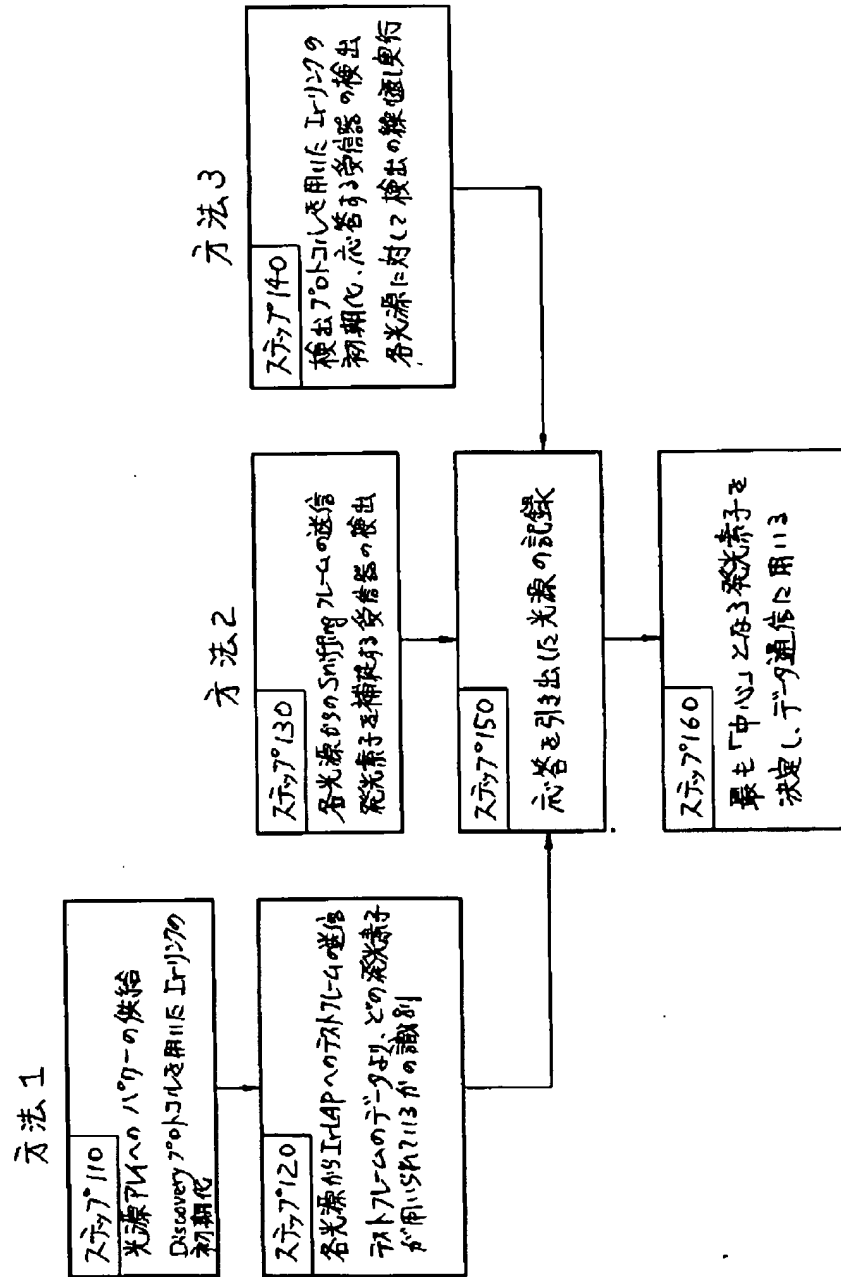 方法1
ステップ110
光源アレイへのパワーの供給
Discoveryプロトコルを用いたIrリンクの
初期化
ステップ120
各光源からIrLAPへのテストフレームの送信
テストフレームのデータより、どの発光素子
が用いられているかの識別
方法2
ステップ130
各光源からのSniffingフレームの送信
発光素子を捕捉する受信器の検出
方法3
ステップ140
検出プロトコルを用いたIrリンクの
初期化、応答する受信器の検出
各光源に対して検出の繰返し実行
ステップ150
応答を引き出した光源の記録
ステップ160
最も「中心」となる発光素子を
決定し、データ通信に用いる